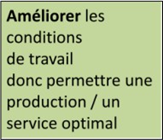 Améliorer les
conditions
de travail
donc permettre une
production / un
service optimal